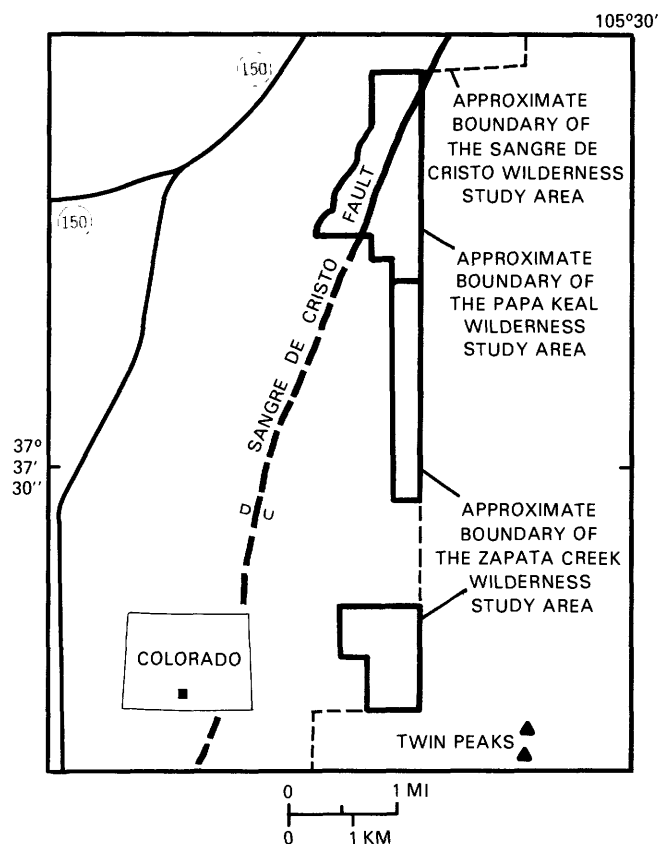 105°30′
150
APPROXIMATE
BOUNDARY OF
THE SANGRE DE
CRISTO WILDERNESS
STUDY AREA
FAULT
150
APPROXIMATE
BOUNDARY OF
THE PAPA KEAL
WILDERNESS
STUDY AREA
SANGRE DE CRISTO
37°
37′
30′′
D U
APPROXIMATE
BOUNDARY OF
THE ZAPATA CREEK
WILDERNESS
STUDY AREA
COLORADO
TWIN PEAKS
0 1 MI
0 1 KM